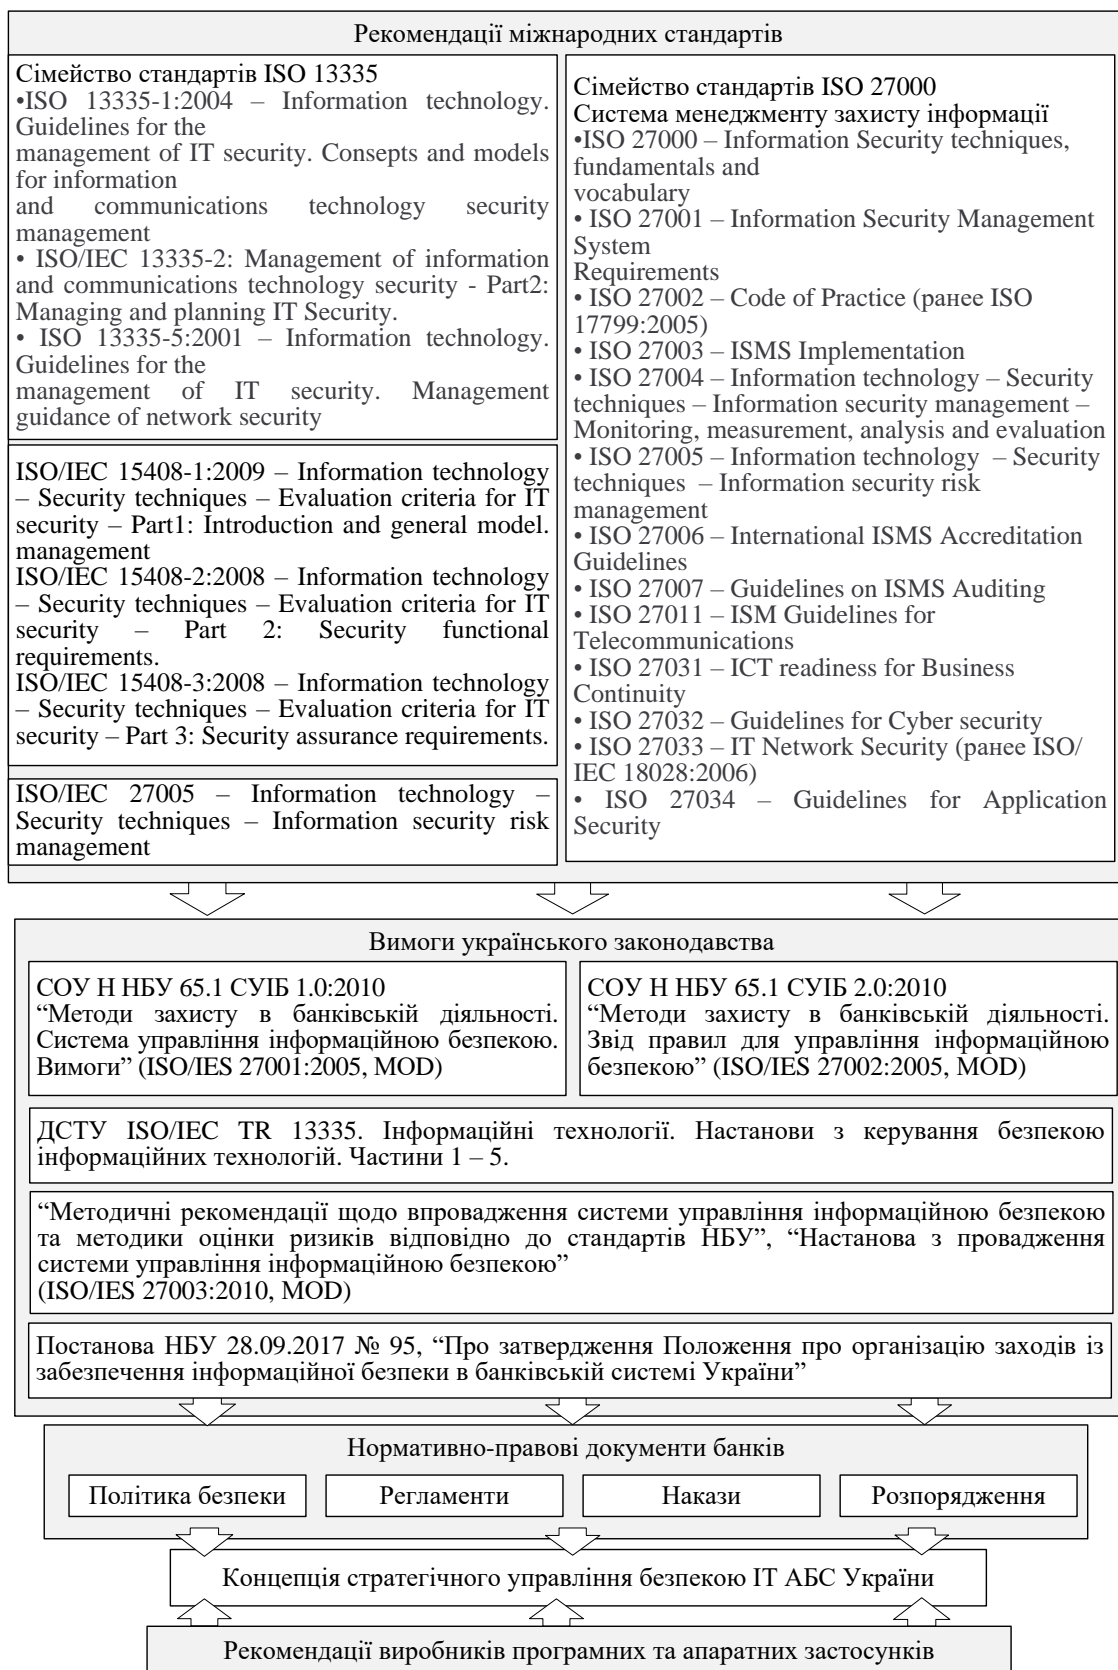 Рекомендації міжнародних стандартів
Сімейство стандартів ISO 13335
•ISO 13335-1:2004 – Information technology.
Guidelines for the
management of IT security. Consepts and models
for information
and communications technology security
management
• ISO/IEC 13335-2: Management of information
and communications technology security - Part2:
Managing and planning IT Security.
• ISO 13335-5:2001 – Information technology.
Guidelines for the
management of IT security. Management
guidance of network security
ISO/IEC 15408-1:2009 – Information technology
– Security techniques – Evaluation criteria for IT
security – Part1: Introduction and general model.
management
ISO/IEC 15408-2:2008 – Information technology
– Security techniques – Evaluation criteria for IT
security – Part 2: Security functional
requirements.
ISO/IEC 15408-3:2008 – Information technology
– Security techniques – Evaluation criteria for IT
security – Part 3: Security assurance requirements.
ISO/IEC 27005 – Information technology –
Security techniques – Information security risk
management
Сімейство стандартів ISO 27000
Система менеджменту захисту інформації
•ISO 27000 – Information Security techniques,
fundamentals and
vocabulary
• ISO 27001 – Information Security Management
System
Requirements
• ISO 27002 – Code of Practice (ранее ISO
17799:2005)
• ISO 27003 – ISMS Implementation
• ISO 27004 – Information technology – Security
techniques – Information security management –
Monitoring, measurement, analysis and evaluation
• ISO 27005 – Information technology – Security
techniques – Information security risk
management
• ISO 27006 – International ISMS Accreditation
Guidelines
• ISO 27007 – Guidelines on ISMS Auditing
• ISO 27011 – ISM Guidelines for
Telecommunications
• ISO 27031 – ICT readiness for Business
Continuity
• ISO 27032 – Guidelines for Cyber security
• ISO 27033 – IT Network Security (ранее ISO/
IEC 18028:2006)
• ISO 27034 – Guidelines for Application
Security
Вимоги українського законодавства
СОУ Н НБУ 65.1 СУІБ 1.0:2010
“Методи захисту в банківській діяльності.
Система управління інформаційною безпекою.
Вимоги” (ISO/IES 27001:2005, MOD)
СОУ Н НБУ 65.1 СУІБ 2.0:2010
“Методи захисту в банківській діяльності.
Звід правил для управління інформаційною
безпекою” (ISO/IES 27002:2005, MOD)
ДСТУ ISO/IEC TR 13335. Інформаційні технології. Настанови з керування безпекою
інформаційних технологій. Частини 1 – 5.
“Методичні рекомендації щодо впровадження системи управління інформаційною безпекою
та методики оцінки ризиків відповідно до стандартів НБУ”, “Настанова з провадження
системи управління інформаційною безпекою”
(ISO/IES 27003:2010, MOD)
Постанова НБУ 28.09.2017 № 95, “Про затвердження Положення про організацію заходів із
забезпечення інформаційної безпеки в банківській системі України”
Нормативно-правові документи банків
Політика безпеки
Регламенти
Накази
Розпорядження
Концепція стратегічного управління безпекою ІТ АБС України
Рекомендації виробників програмних та апаратних застосунків